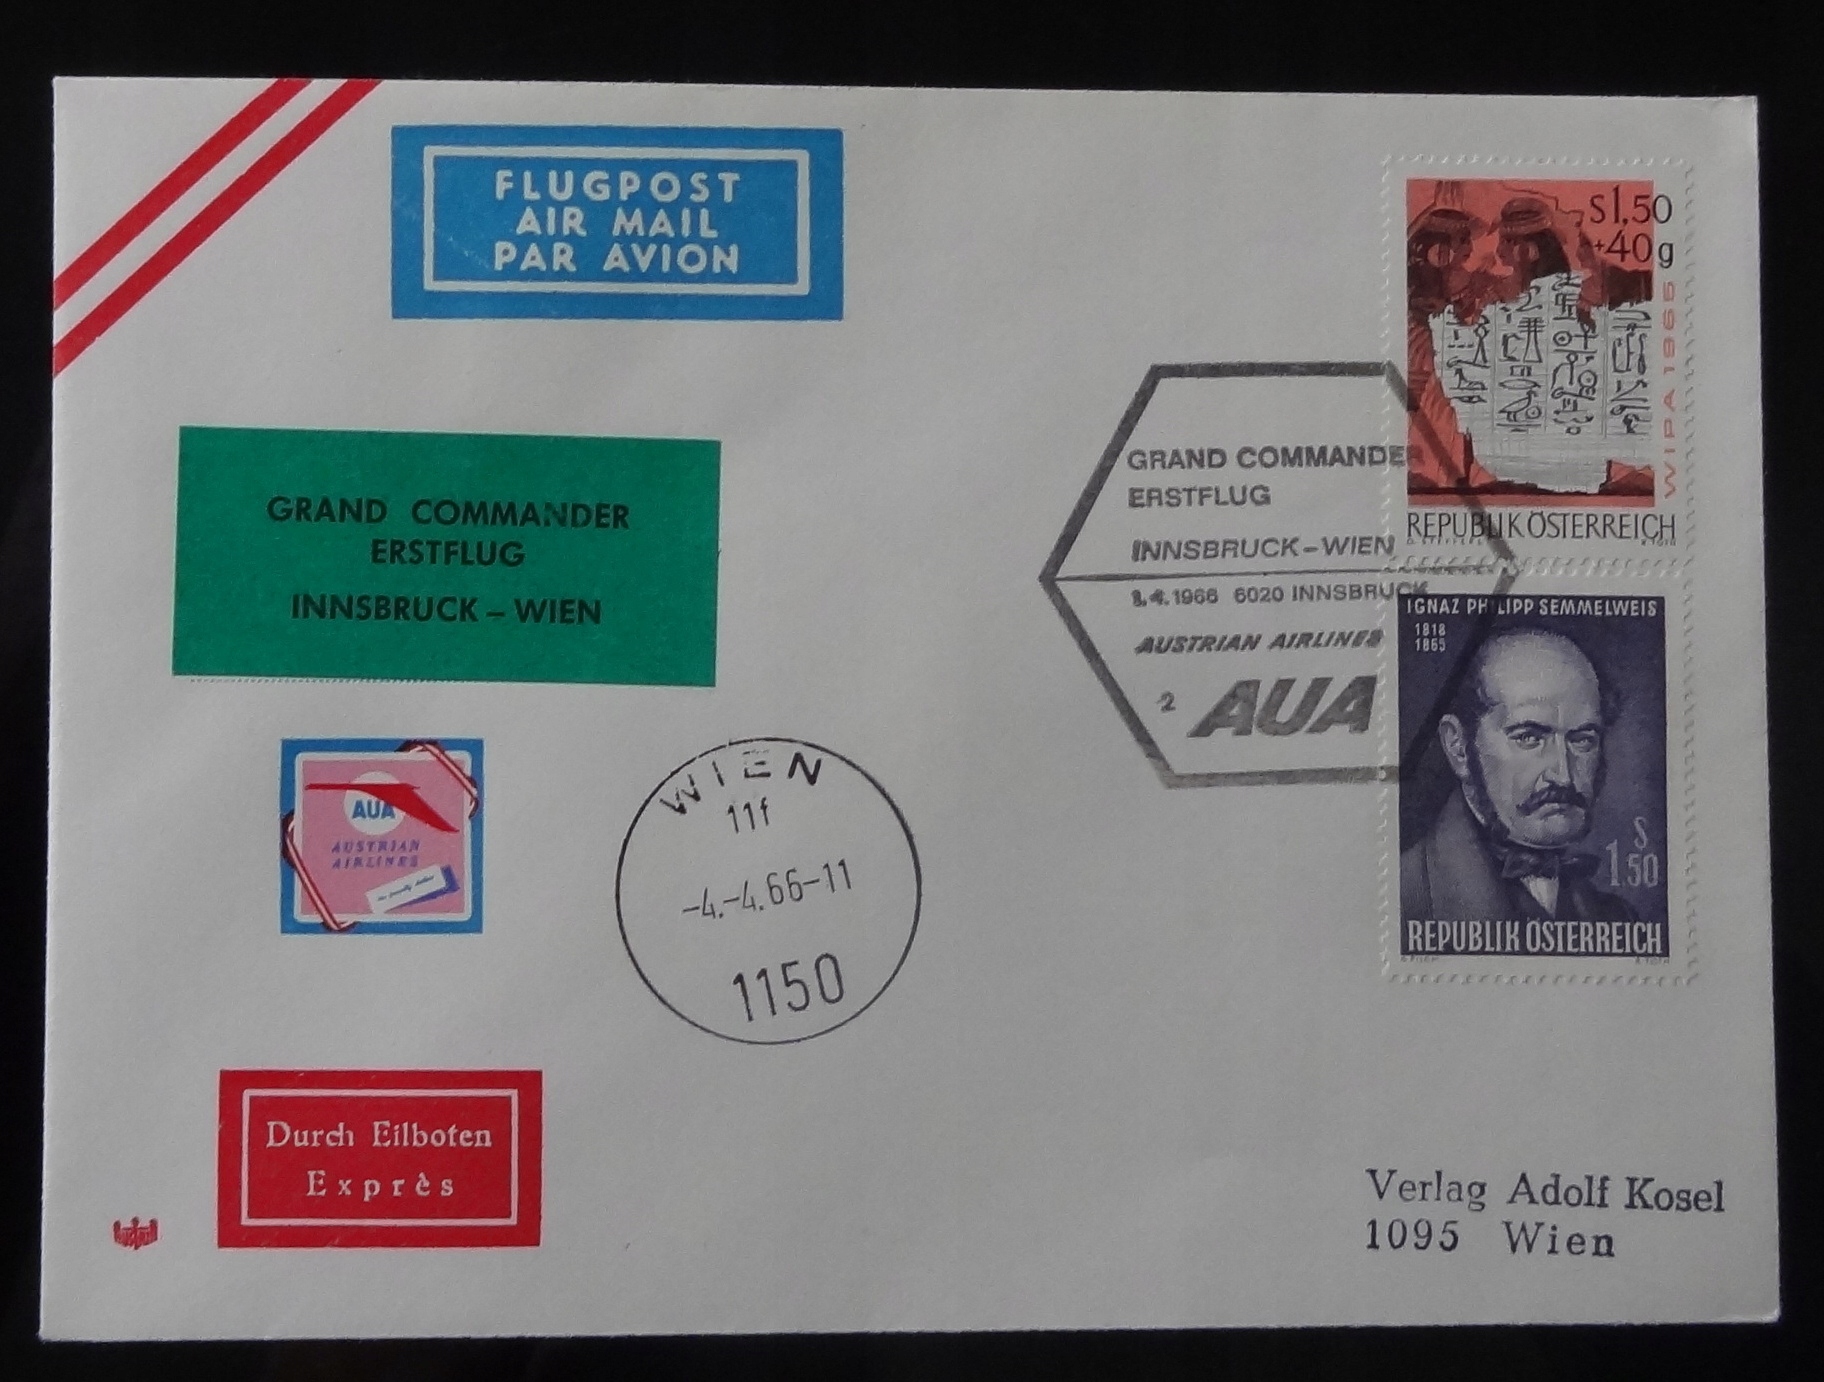 FLUGPOST
AIR MAIL
PAR AVION
GRAND COMMANDER
ERSTFLUG
INNSBRUCK – WIEN
AUA
AUSTRIAN
AIRLINES
WIEN
11f
-4.-4.66-11
1150
Durch Eilboten
Exprès
GRAND COMMANDER
ERSTFLUG
INNSBRUCK – WIEN
1966 6020 INNSBRUCK
AUSTRIAN AIRLINES
2 AUA
S1,50
+40g
WIPA 1965
REPUBLIK ÖSTERREICH
IGNAZ PHILIPP SEMMELWEIS
1818
1865
S
1.50
REPUBLIK ÖSTERREICH
Verlag Adolf Kosel
1095 Wien